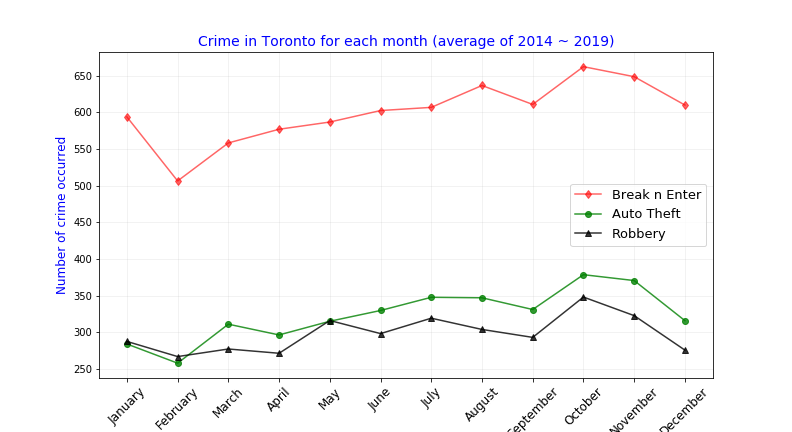 Crime in Toronto for each month (average of 2014 ~ 2019)
Number of crime occurred
650
600
550
500
450
400
350
300
250
Break n Enter
Auto Theft
Robbery
January
February
March
April
May
June
July
August
September
October
November
December